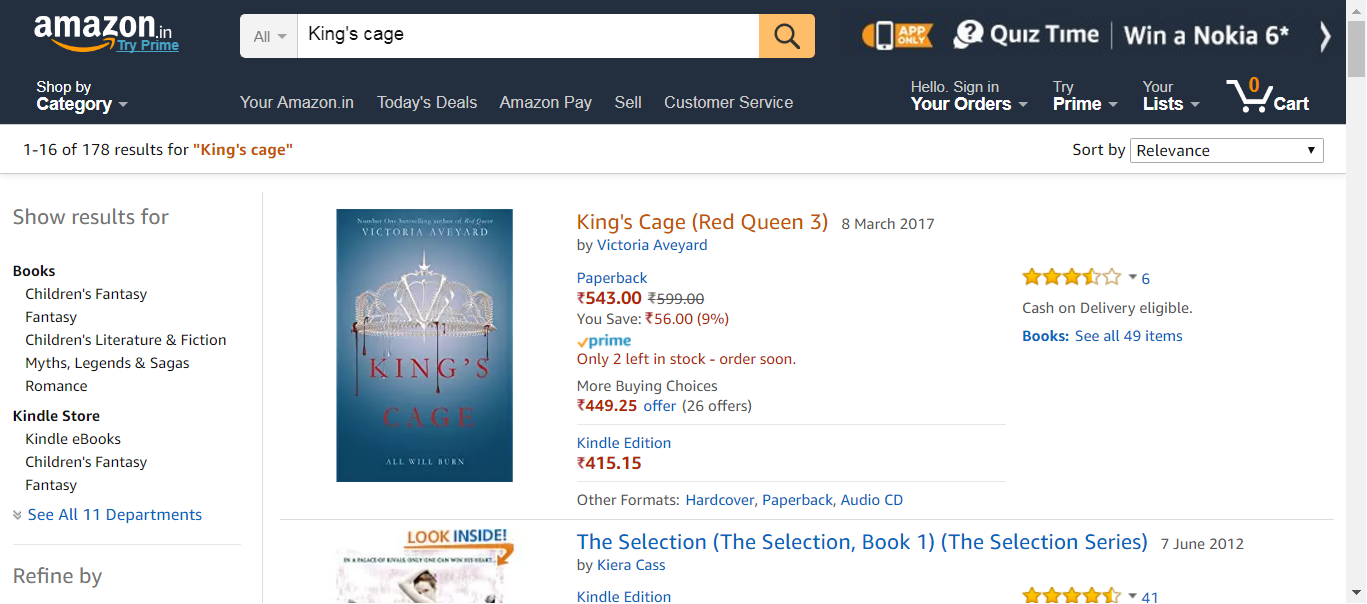 amazon.in
Try Prime
All
King's cage
APP ONLY
Quiz Time | Win a Nokia 6*
Shop by
Category
Your Amazon.in
Today's Deals
Amazon Pay
Sell
Customer Service
Hello. Sign in
Your Orders
Try
Prime
Your
Lists
0
Cart
1-16 of 178 results for "King's cage"
Sort by Relevance
Show results for
Books
Children's Fantasy
Fantasy
Children's Literature & Fiction
Myths, Legends & Sagas
Romance
Kindle Store
Kindle eBooks
Children's Fantasy
Fantasy
See All 11 Departments
Refine by
Number One bestselling author of Red Queen
VICTORIA AVEYARD
KING'S
CAGE
ALL WILL BURN
King's Cage (Red Queen 3) 8 March 2017
by Victoria Aveyard
Paperback
₹543.00 ₹599.00
You Save: ₹56.00 (9%)
prime
Only 2 left in stock - order soon.
More Buying Choices
₹449.25 offer (26 offers)
Kindle Edition
₹415.15
Other Formats: Hardcover, Paperback, Audio CD
6
Cash on Delivery eligible.
Books: See all 49 items
LOOK INSIDE!
IN A PALACE OF RIVALS, ONLY ONE CAN WIN HIS HEART...
The Selection (The Selection, Book 1) (The Selection Series) 7 June 2012
by Kiera Cass
Kindle Edition
41